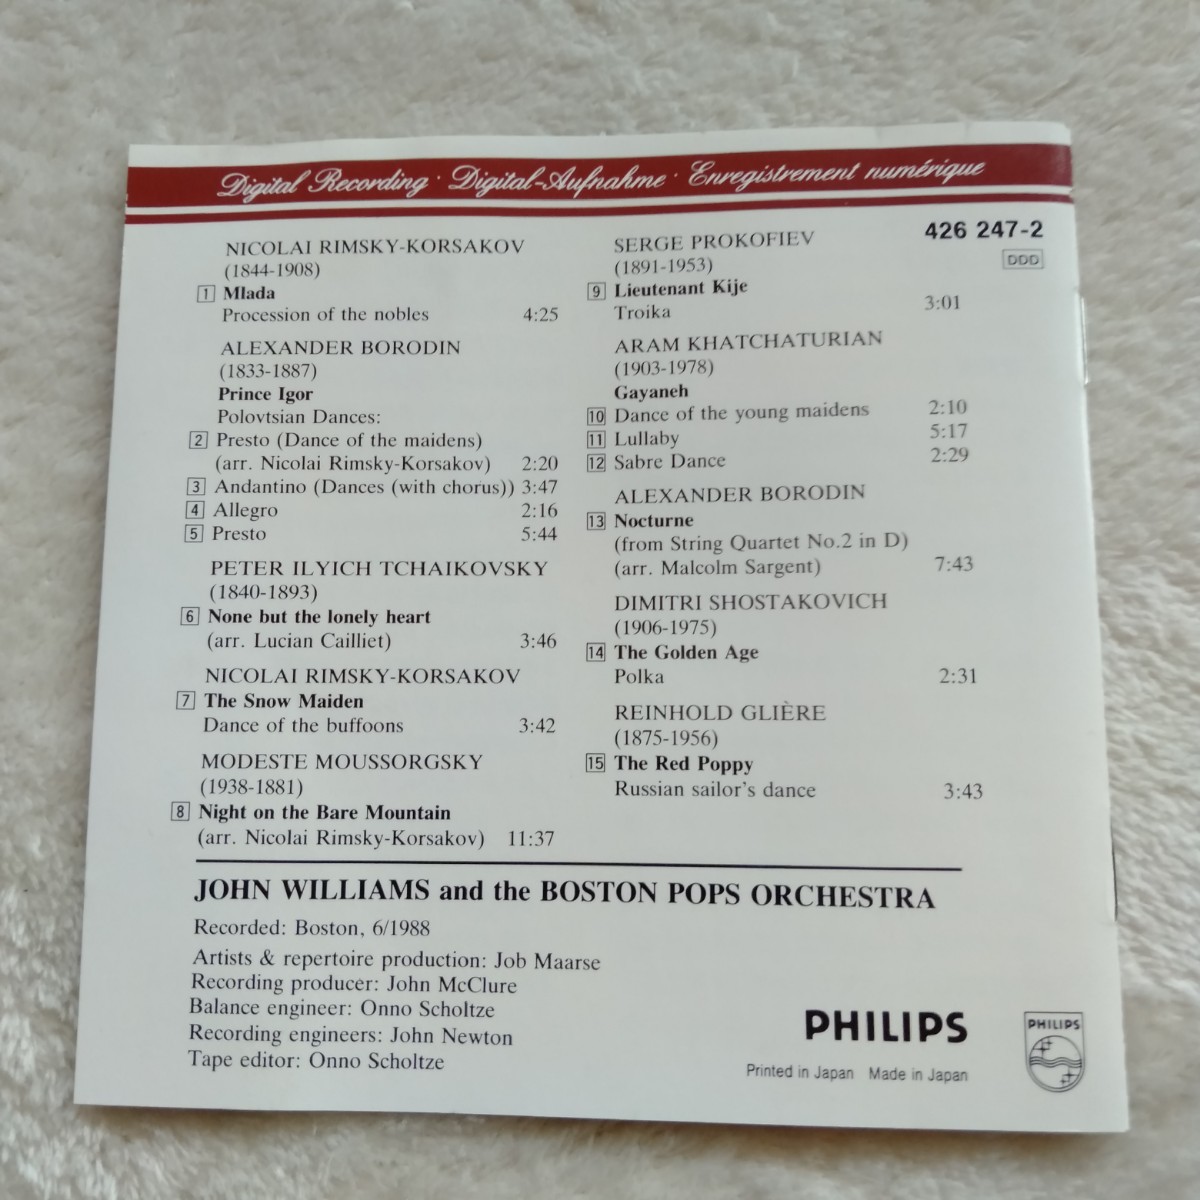 Digital Recording · Digital-Aufnahme · Enregistrement numérique
426 247-2
DDD
NICOLAI RIMSKY-KORSAKOV
(1844-1908)
1 Mlada
Procession of the nobles 4:25
ALEXANDER BORODIN
(1833-1887)
Prince Igor
Polovtsian Dances:
2 Presto (Dance of the maidens)
(arr. Nicolai Rimsky-Korsakov) 2:20
3 Andantino (Dances (with chorus)) 3:47
4 Allegro 2:16
5 Presto 5:44
PETER ILYICH TCHAIKOVSKY
(1840-1893)
6 None but the lonely heart
(arr. Lucian Cailliet) 3:46
NICOLAI RIMSKY-KORSAKOV
7 The Snow Maiden
Dance of the buffoons 3:42
MODESTE MOUSSORGSKY
(1938-1881)
8 Night on the Bare Mountain
(arr. Nicolai Rimsky-Korsakov) 11:37
SERGE PROKOFIEV
(1891-1953)
9 Lieutenant Kije
Troika 3:01
ARAM KHATCHATURIAN
(1903-1978)
Gayaneh
10 Dance of the young maidens 2:10
11 Lullaby 5:17
12 Sabre Dance 2:29
ALEXANDER BORODIN
13 Nocturne
(from String Quartet No.2 in D)
(arr. Malcolm Sargent) 7:43
DIMITRI SHOSTAKOVICH
(1906-1975)
14 The Golden Age
Polka 2:31
REINHOLD GLIÈRE
(1875-1956)
15 The Red Poppy
Russian sailor's dance 3:43
JOHN WILLIAMS and the BOSTON POPS ORCHESTRA
Recorded: Boston, 6/1988
Artists & repertoire production: Job Maarse
Recording producer: John McClure
Balance engineer: Onno Scholtze
Recording engineers: John Newton
Tape editor: Onno Scholtze
PHILIPS
Printed in Japan Made in Japan
PHILIPS